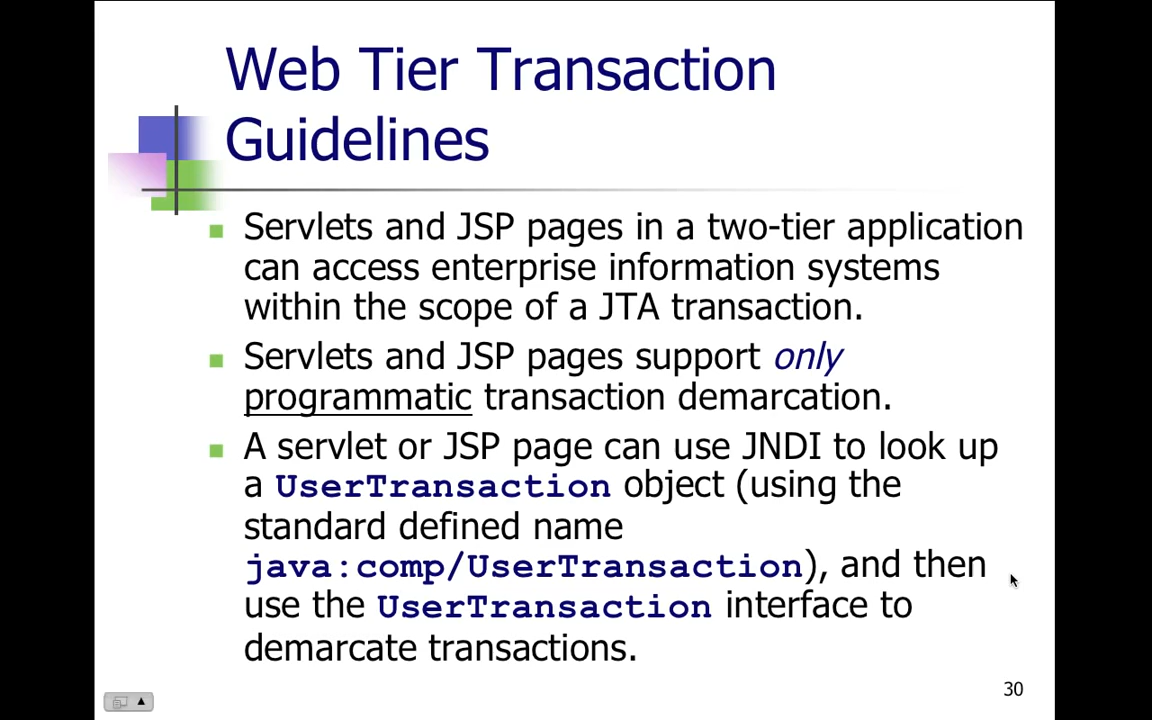 Web Tier Transaction
Guidelines
Servlets and JSP pages in a two-tier application
can access enterprise information systems
within the scope of a JTA transaction.
Servlets and JSP pages support only
programmatic transaction demarcation.
A servlet or JSP page can use JNDI to look up
a UserTransaction object (using the
standard defined name
java:comp/UserTransaction), and then
use the UserTransaction interface to
demarcate transactions.
30